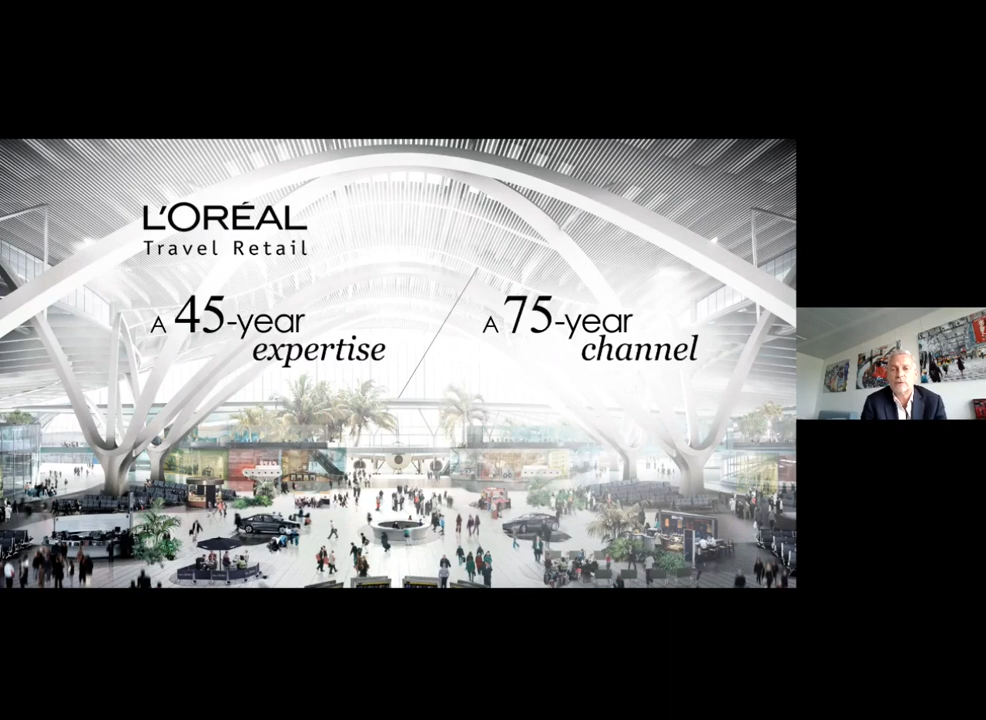 L'ORÉAL
Travel Retail
A 45-year
expertise
A 75-year
channel